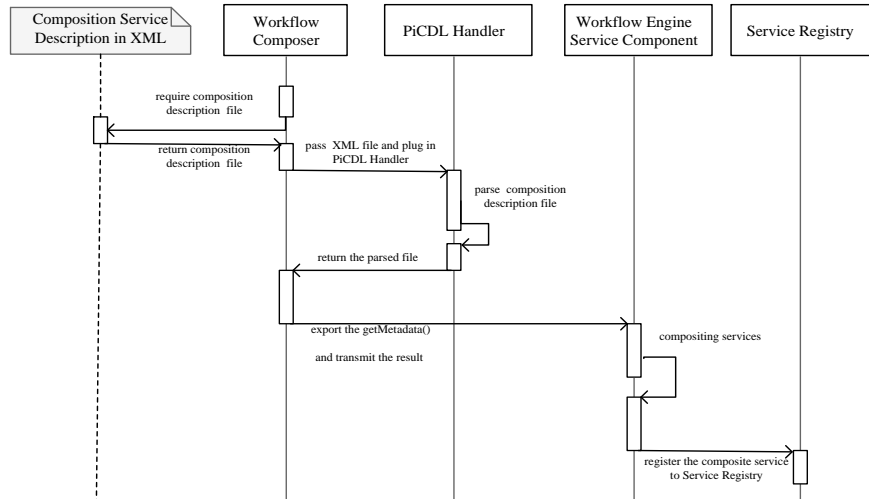 Composition Service
Description in XML
Workflow
Composer
PiCDL Handler
Workflow Engine
Service Component
Service Registry
require composition
description file
return composition
description file
pass XML file and plug in
PiCDL Handler
parse composition
description file
return the parsed file
export the getMetadata()
and transmit the result
compositing services
register the composite service
to Service Registry